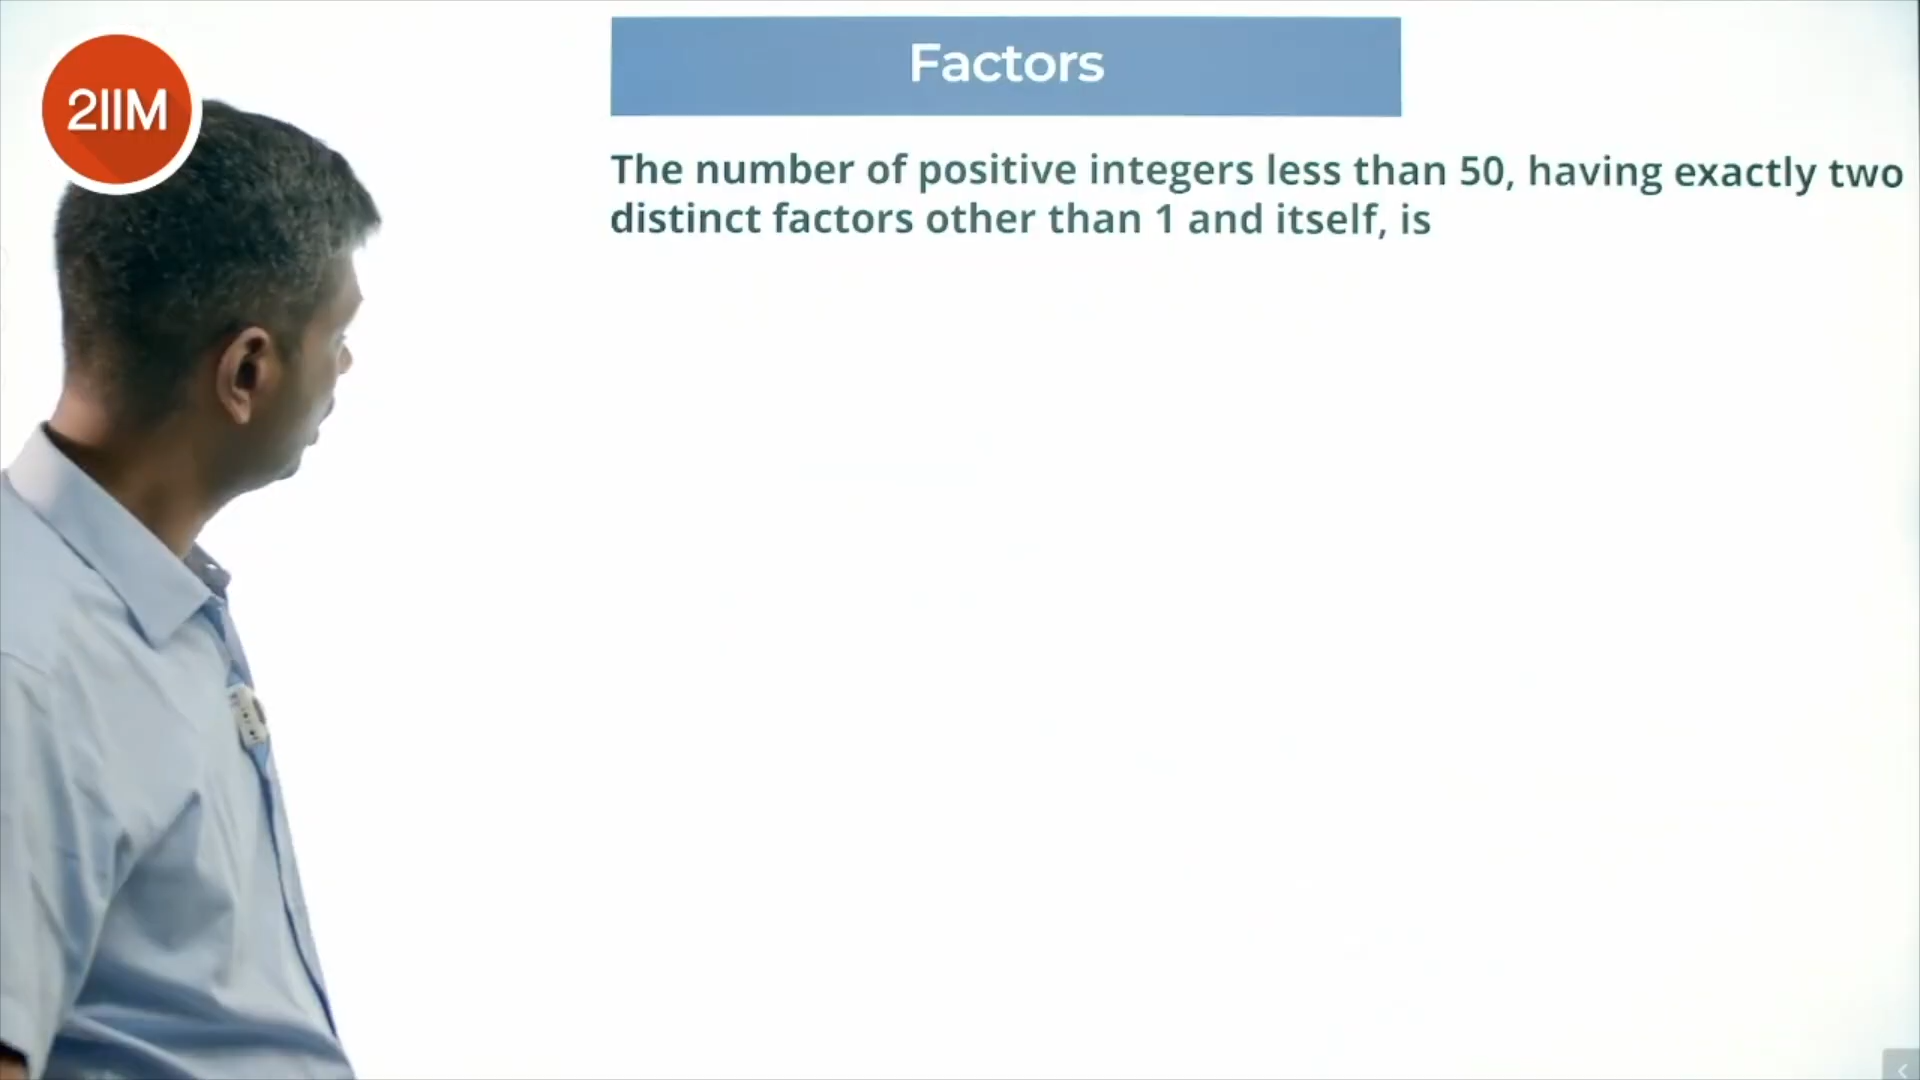 2IIM
Factors
The number of positive integers less than 50, having exactly two
distinct factors other than 1 and itself, is